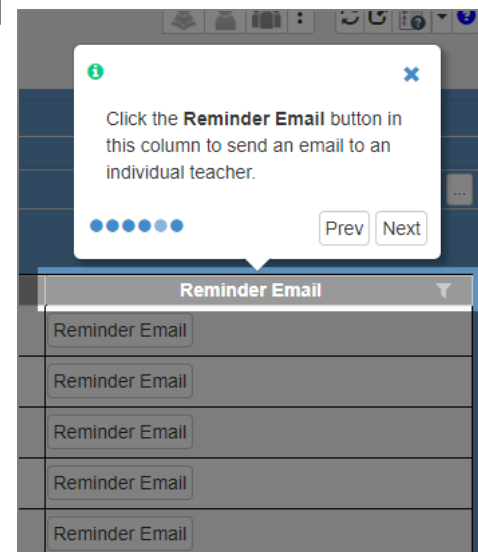 Click the Reminder Email button in
this column to send an email to an
individual teacher.
...
Prev Next
Reminder Email
Reminder Email
Reminder Email
Reminder Email
Reminder Email
Reminder Email